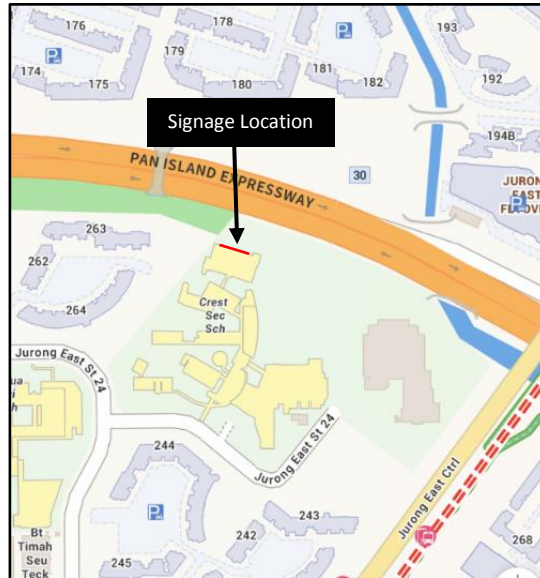 176
178
193
P
179
174
175
180
181
182
192
Signage Location
194B
PAN ISLAND EXPRESSWAY
30
JURONG
EAST
P
263
262
264
Crest
Sec
Sch
Jurong East St 24
Jurong East St 24
Jurong East Ctrl
244
P
243
242
245
268
Bt
Timah
Seu
Teck